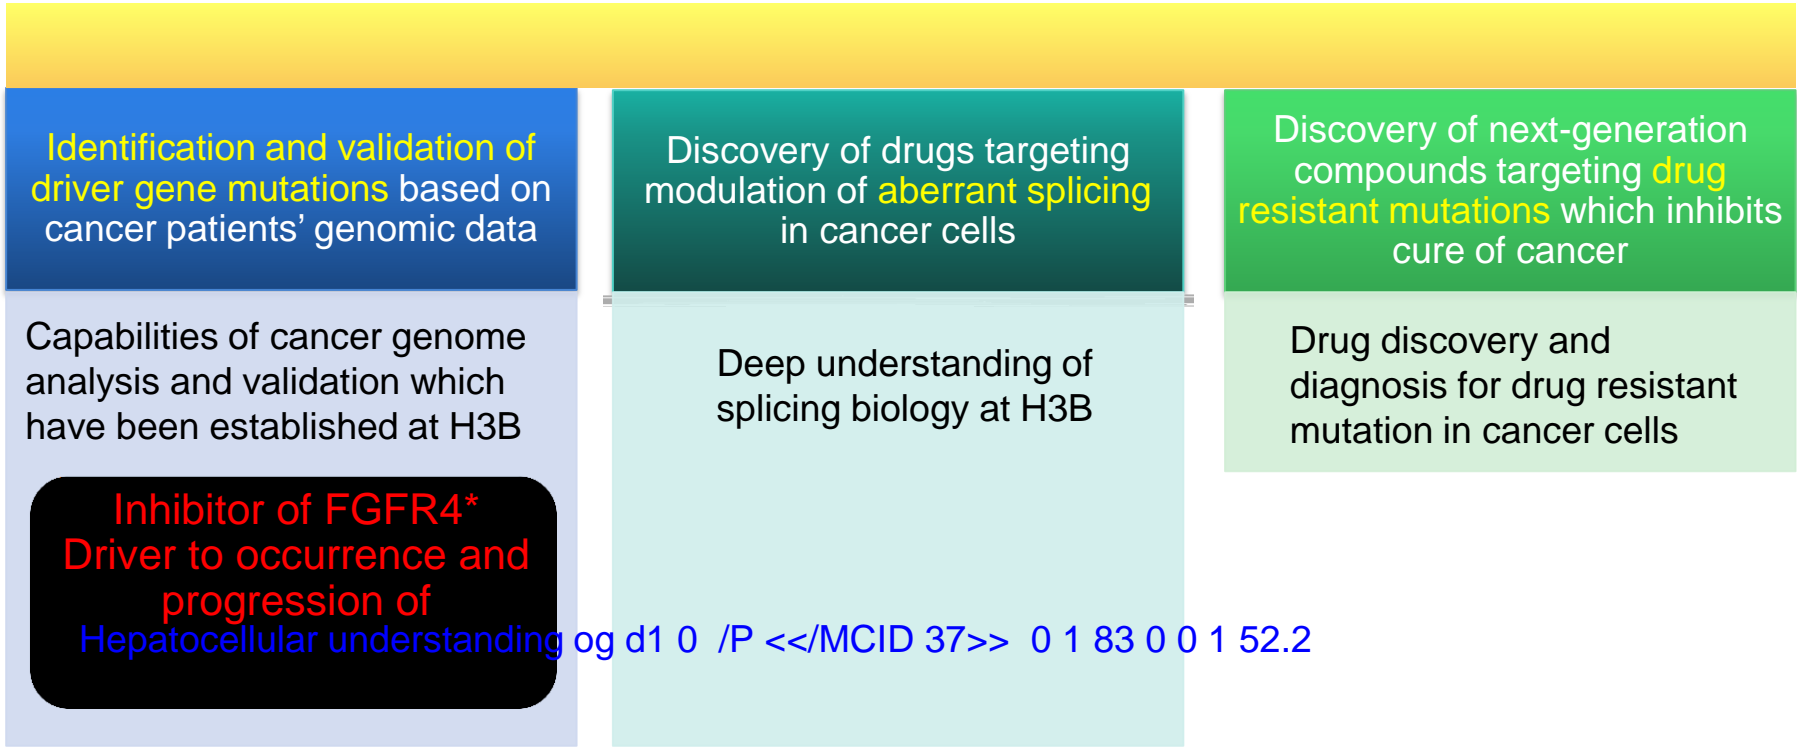 Identification and validation of
driver gene mutations based on
cancer patients’ genomic data
Capabilities of cancer genome
analysis and validation which
have been established at H3B
Inhibitor of FGFR4*
Driver to occurrence and
progression of
Hepatocellular understanding og d1 0 /P <</MCID 37>> 0 1 83 0 0 1 52.2
Discovery of drugs targeting
modulation of aberrant splicing
in cancer cells
Deep understanding of
splicing biology at H3B
Discovery of next-generation
compounds targeting drug
resistant mutations which inhibits
cure of cancer
Drug discovery and
diagnosis for drug resistant
mutation in cancer cells